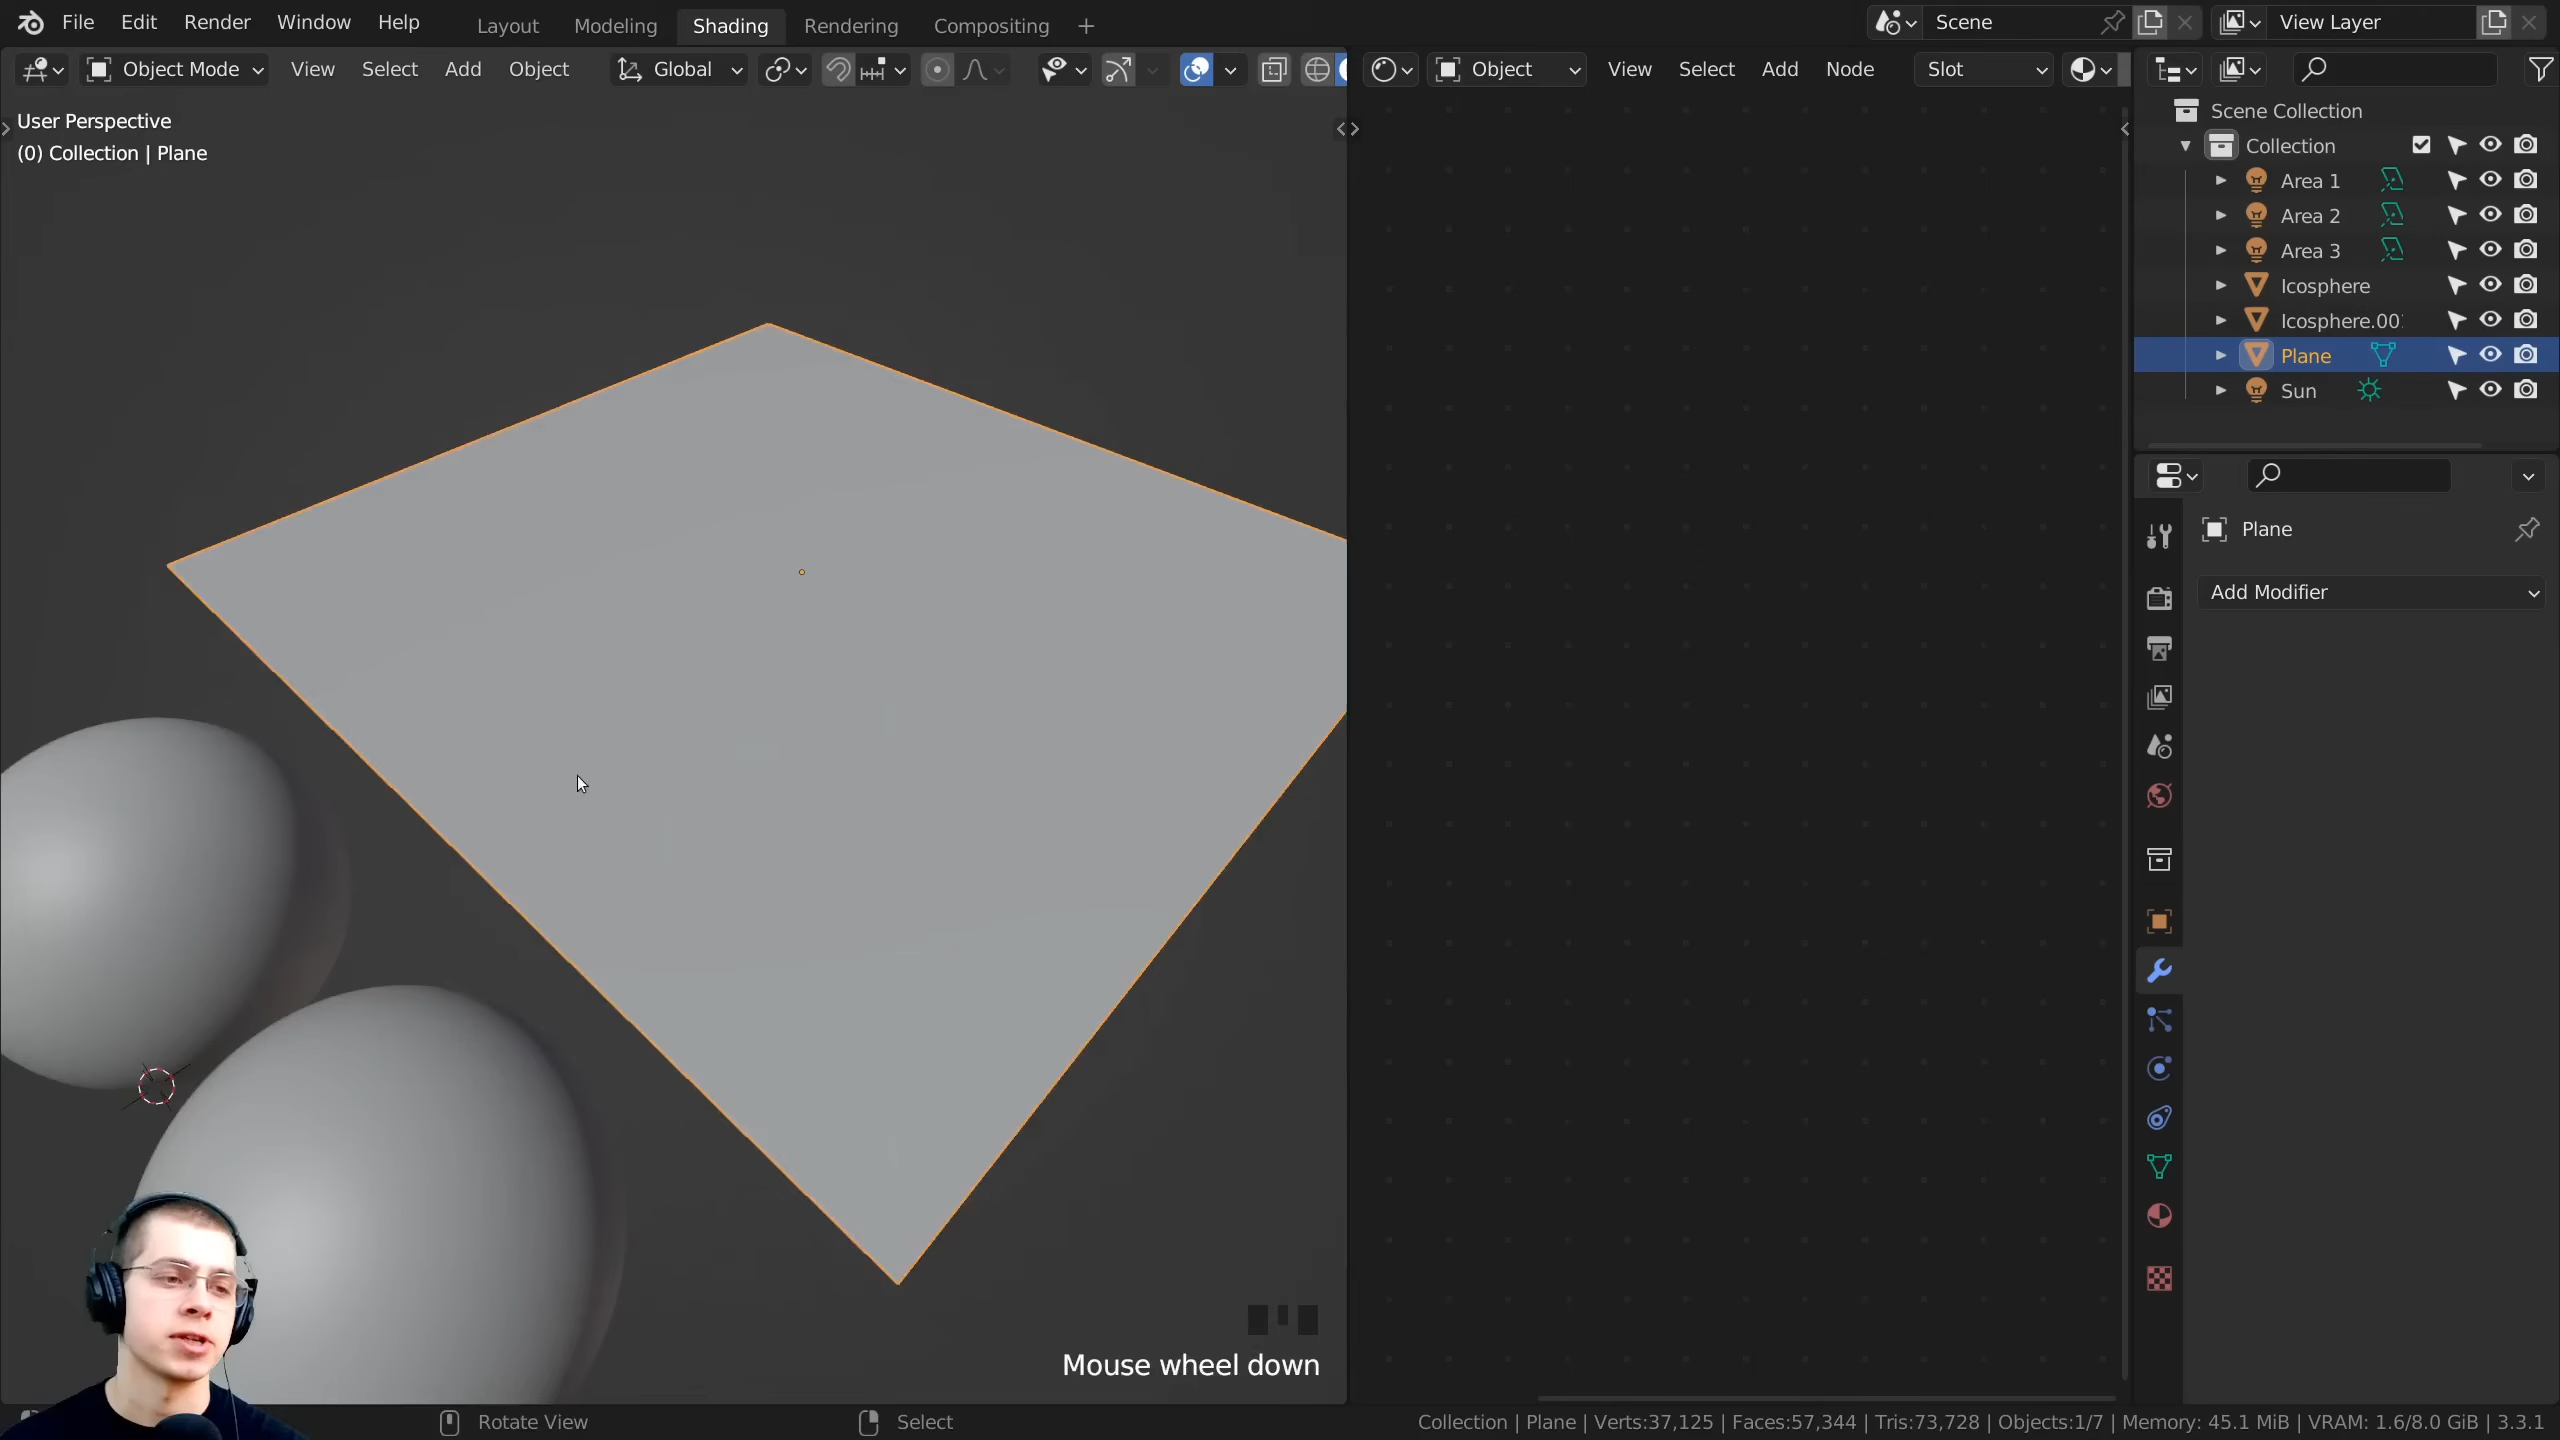 File Edit Render Window Help Layout Modeling Shading Rendering Compositing + Scene View Layer
Object Mode View Select Add Object Global Object View Select Add Node Slot
User Perspective
(0) Collection | Plane
Scene Collection
Collection
Area 1
Area 2
Area 3
Icosphere
Icosphere.00
Plane
Sun
Plane
Add Modifier
Mouse wheel down
Rotate View Select Collection | Plane | Verts:37,125 | Faces:57,344 | Tris:73,728 | Objects:1/7 | Memory: 45.1 MiB | VRAM: 1.6/8.0 GiB | 3.3.1